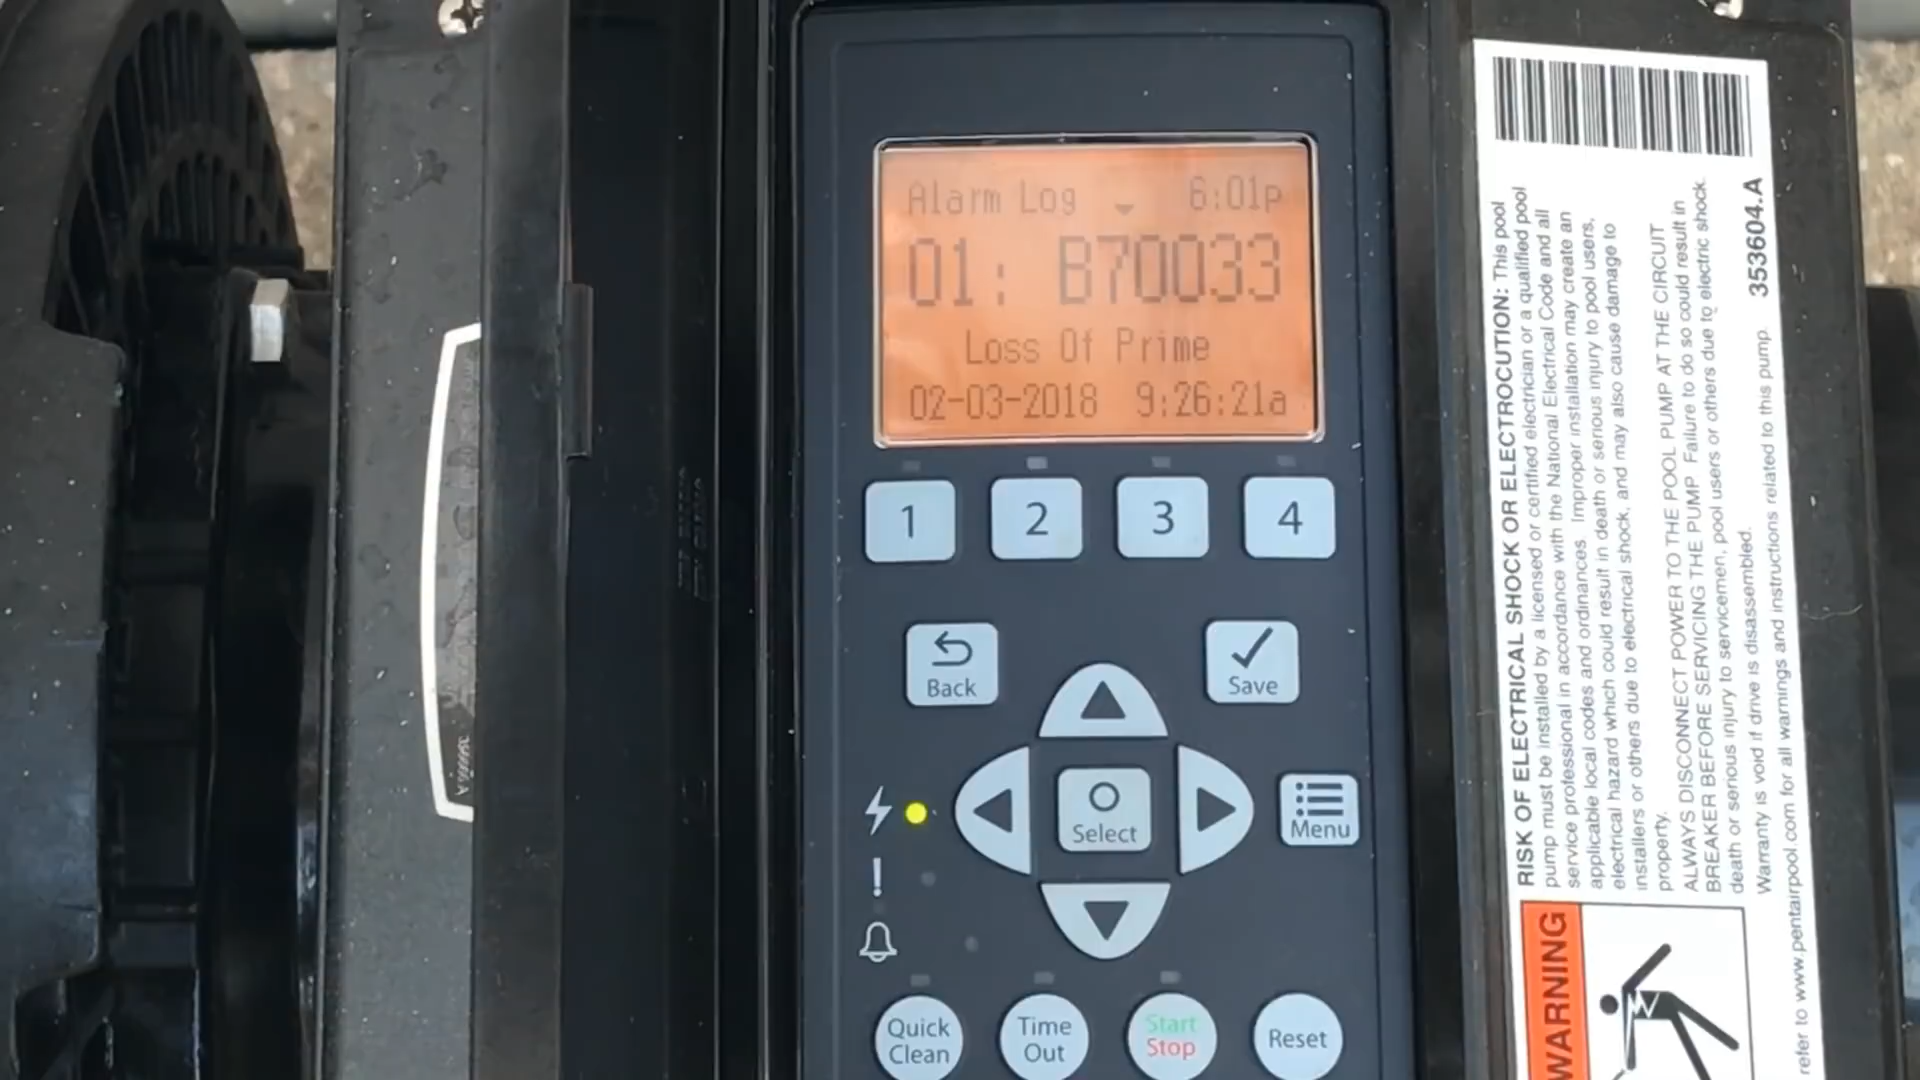 Alarm Log 6:01p
01: B70033
Loss Of Prime
02-03-2018 9:26:21a
1 2 3 4
Back
Save
Select
Menu
Quick Clean
Time Out
Start Stop
Reset
353604.A
RISK OF ELECTRICAL SHOCK OR ELECTROCUTION: This pool
pump must be installed by a licensed or certified electrician or a qualified pool
service professional in accordance with the National Electrical Code and all
applicable local codes and ordinances Improper installation may create an
electrical hazard which could result in death or serious injury to pool users,
installers or others due to electrical shock, and may also cause damage to
property.
ALWAYS DISCONNECT POWER TO THE POOL PUMP AT THE CIRCUIT
BREAKER BEFORE SERVICING THE PUMP Failure to do so could result in
death or serious injury to servicemen, pool users or others due to electric shock.
Warranty is void if drive is disassembled.
refer to www.pentairpool.com for all warnings and instructions related to this pump
WARNING